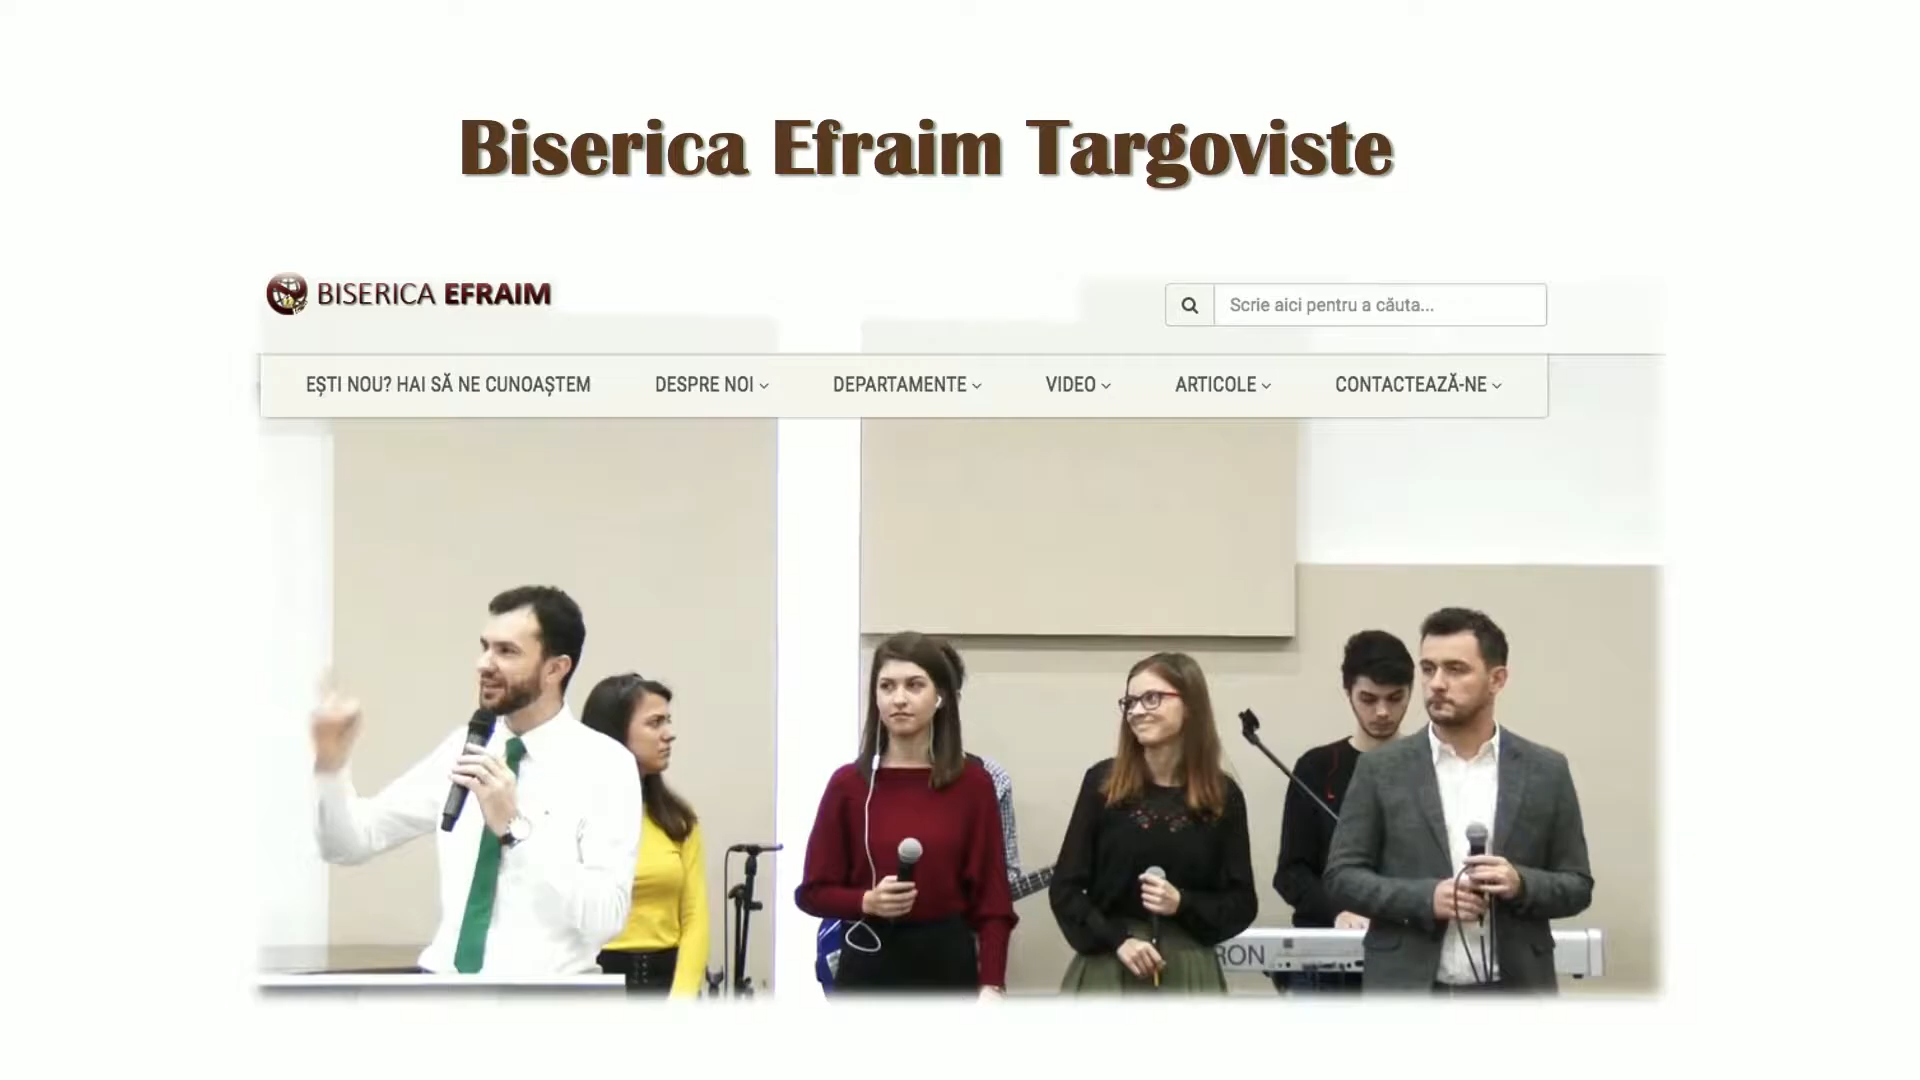 Biserica Efraim Targoviste
BISERICA EFRAIM
Scrie aici pentru a căuta...
EȘTI NOU? HAI SĂ NE CUNOAȘTEM DESPRE NOI DEPARTAMENTE VIDEO ARTICOLE CONTACTEAZĂ-NE
RON